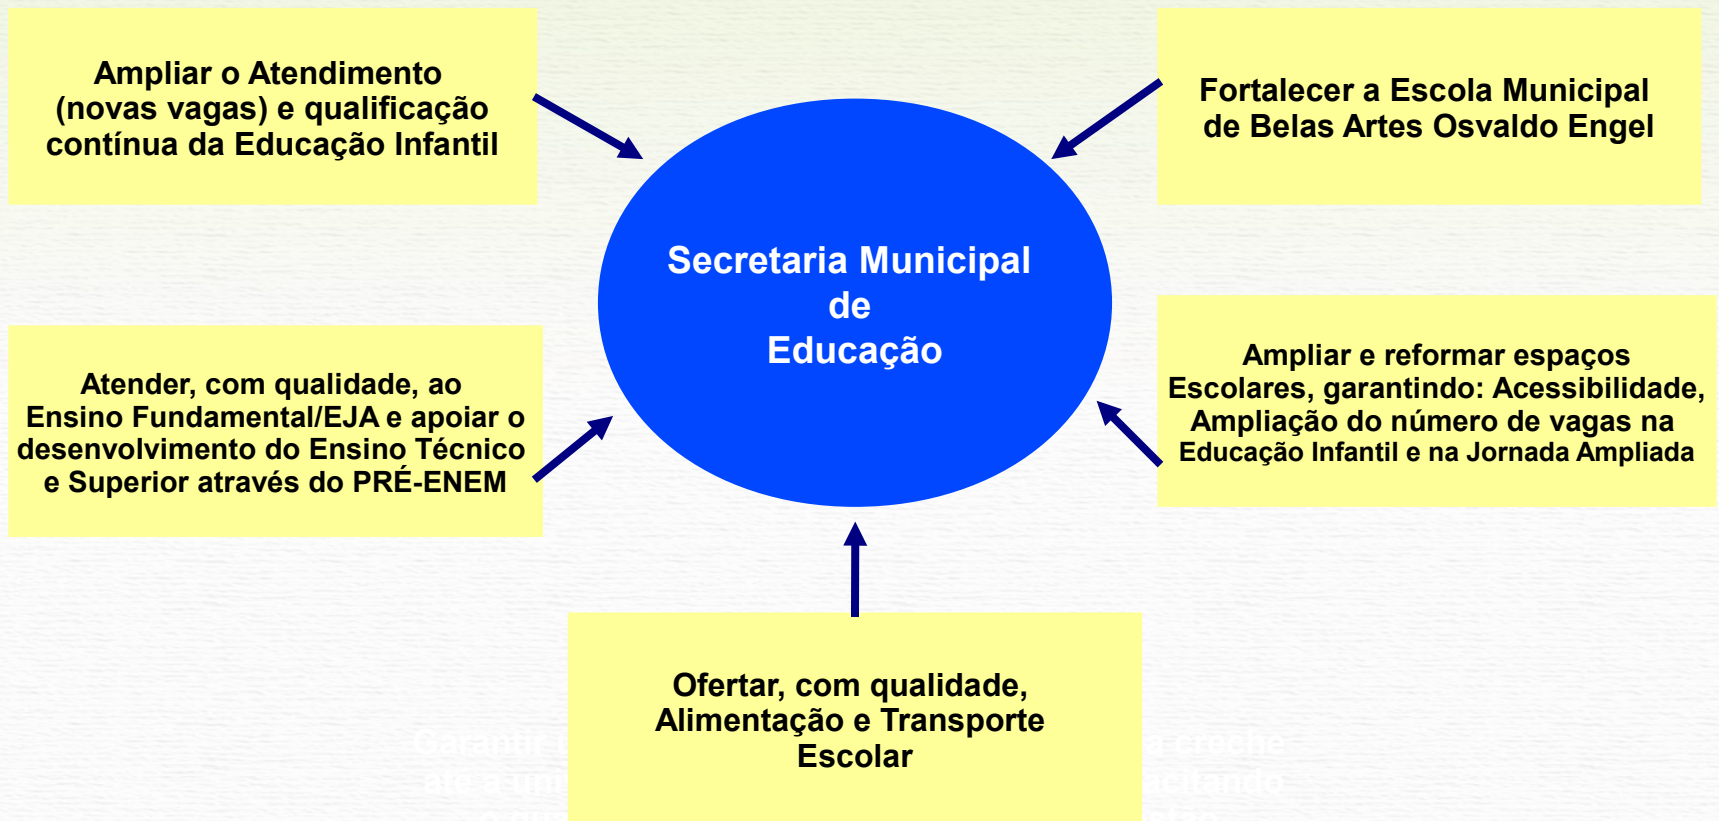 Ampliar o Atendimento
(novas vagas) e qualificação
contínua da Educação Infantil
Fortalecer a Escola Municipal
de Belas Artes Osvaldo Engel
Secretaria Municipal
de
Educação
Atender, com qualidade, ao
Ensino Fundamental/EJA e apoiar o
desenvolvimento do Ensino Técnico
e Superior através do PRÉ-ENEM
Ampliar e reformar espaços
Escolares, garantindo: Acessibilidade,
Ampliação do número de vagas na
Educação Infantil e na Jornada Ampliada
Ofertar, com qualidade,
Alimentação e Transporte
Escolar
Garantir creche
até a